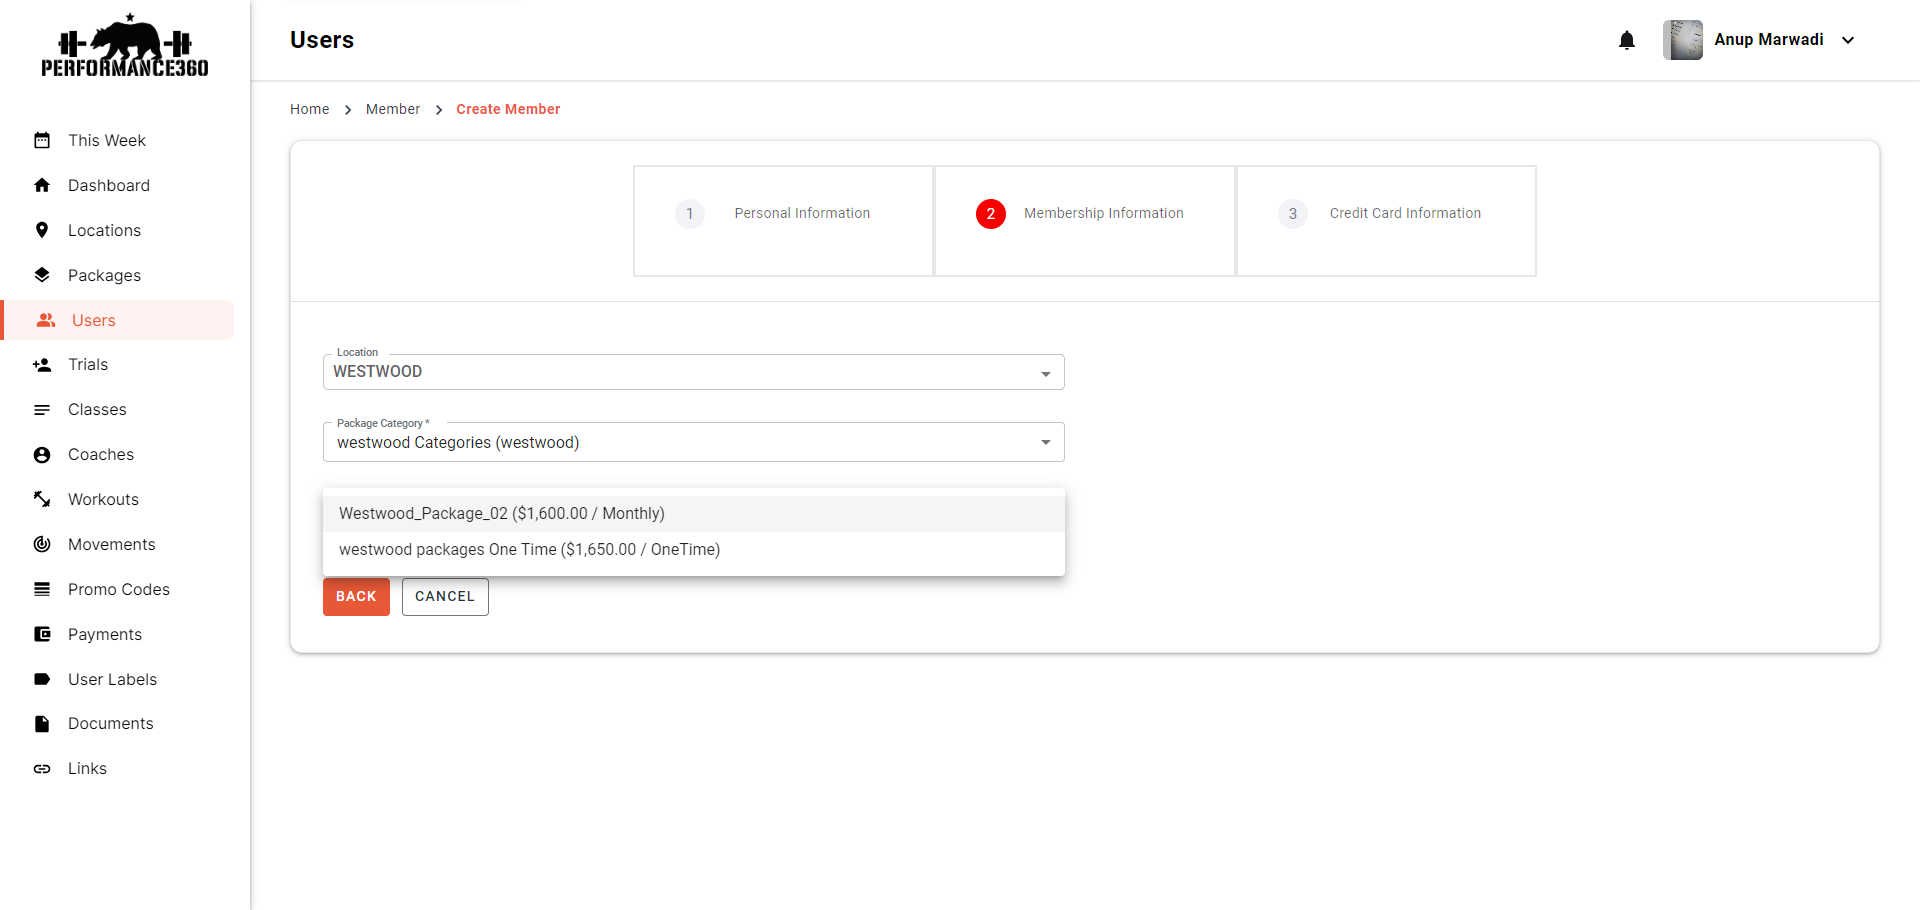 PERFORMANCE360
This Week
Dashboard
Locations
Packages
Users
Trials
Classes
Coaches
Workouts
Movements
Promo Codes
Payments
User Labels
Documents
Links
Users
Anup Marwadi
Home > Member > Create Member
1 Personal Information
2 Membership Information
3 Credit Card Information
Location
WESTWOOD
Package Category *
westwood Categories (westwood)
Westwood_Package_02 ($1,600.00 / Monthly)
westwood packages One Time ($1,650.00 / OneTime)
BACK CANCEL